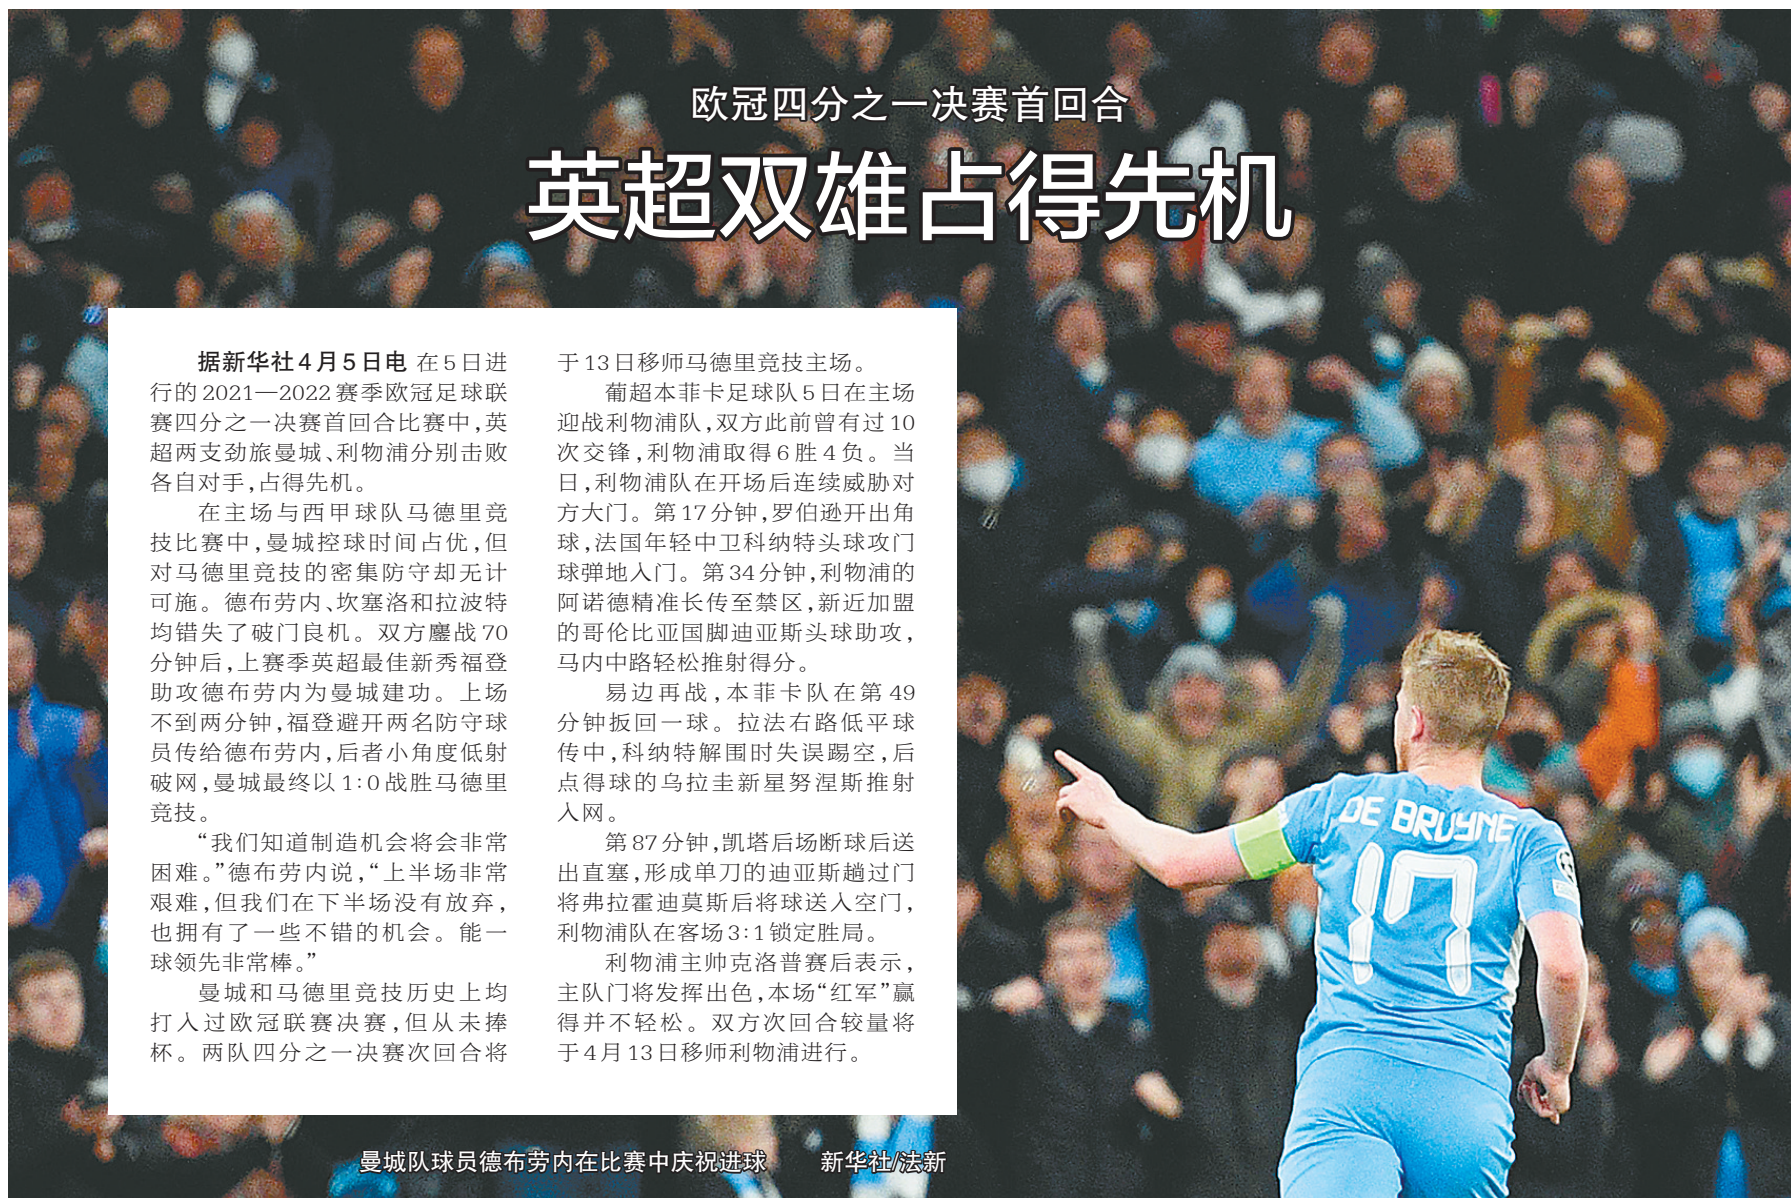 欧冠四分之一决赛首回合
英超双雄占得先机
据新华社4月5日电 在5日进
行的2021—2022赛季欧冠足球联
赛四分之一决赛首回合比赛中,英
超两支劲旅曼城、利物浦分别击败
各自对手,占得先机。
在主场与西甲球队马德里竞
技比赛中,曼城控球时间占优,但
对马德里竞技的密集防守却无计
可施。德布劳内、坎塞洛和拉波特
均错失了破门良机。双方鏖战70
分钟后,上赛季英超最佳新秀福登
助攻德布劳内为曼城建功。上场
不到两分钟,福登避开两名防守球
员传给德布劳内,后者小角度低射
破网,曼城最终以1:0战胜马德里
竞技。
“我们知道制造机会将会非常
困难。”德布劳内说,“上半场非常
艰难,但我们在下半场没有放弃,
也拥有了一些不错的机会。能一
球领先非常棒。”
曼城和马德里竞技历史上均
打入过欧冠联赛决赛,但从未捧
杯。两队四分之一决赛次回合将
于13日移师马德里竞技主场。
葡超本菲卡足球队5日在主场
迎战利物浦队,双方此前曾有过10
次交锋,利物浦取得6胜4负。当
日,利物浦队在开场后连续威胁对
方大门。第17分钟,罗伯逊开出角
球,法国年轻中卫科纳特头球攻门
球弹地入门。第34分钟,利物浦的
阿诺德精准长传至禁区,新近加盟
的哥伦比亚国脚迪亚斯头球助攻,
马内中路轻松推射得分。
易边再战,本菲卡队在第49
分钟扳回一球。拉法右路低平球
传中,科纳特解围时失误踢空,后
点得球的乌拉圭新星努涅斯推射
入网。
第87分钟,凯塔后场断球后送
出直塞,形成单刀的迪亚斯趟过门
将弗拉霍迪莫斯后将球送入空门,
利物浦队在客场3:1锁定胜局。
利物浦主帅克洛普赛后表示,
主队门将发挥出色,本场“红军”赢
得并不轻松。双方次回合较量将
于4月13日移师利物浦进行。
DE BRUYNE
17
曼城队球员德布劳内在比赛中庆祝进球 新华社/法新